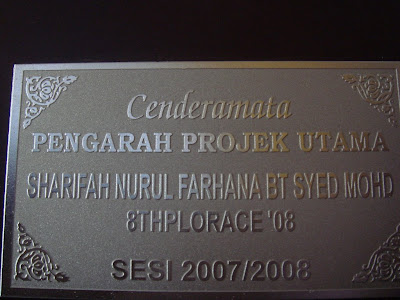 Cenderamata
PENGARAH PROJEK UTAMA
SHARIFAH NURUL FARHANA BT SYED MOHD
8THPLORACE '08
SESI 2007/2008